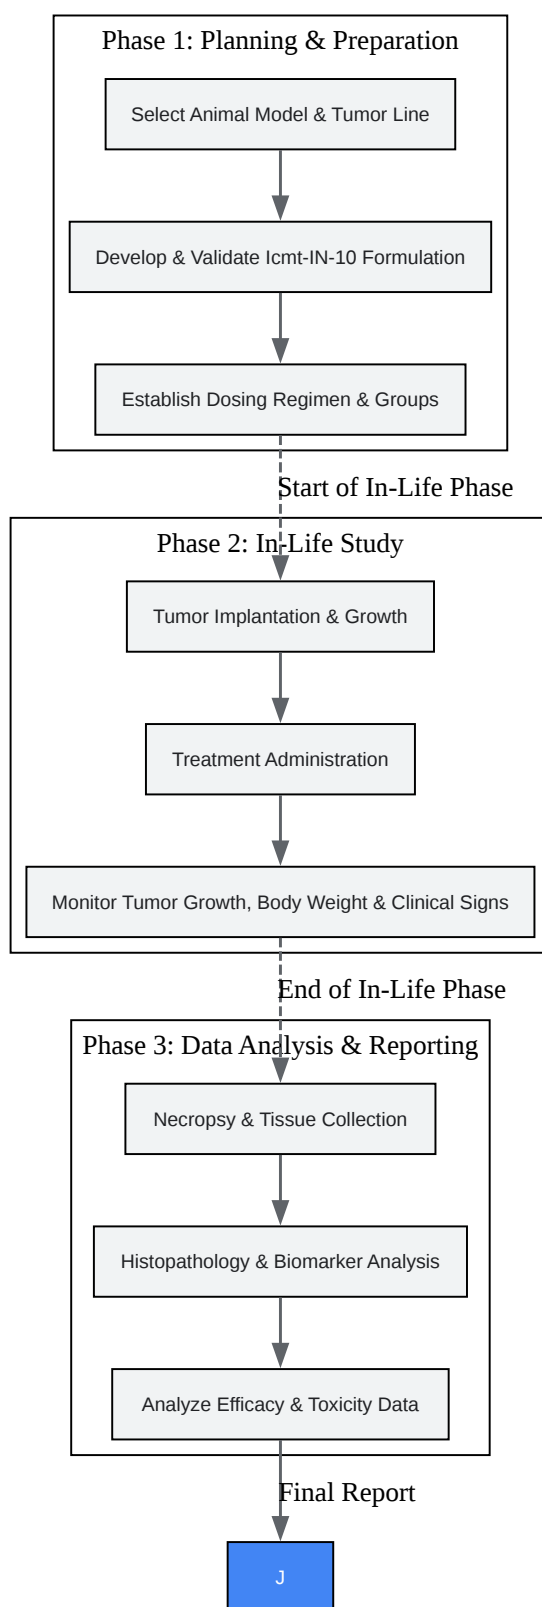 Phase 1: Planning & Preparation
Select Animal Model & Tumor Line
Develop & Validate Icmt-IN-10 Formulation
Establish Dosing Regimen & Groups
Start of In-Life Phase
Phase 2: In-Life Study
Tumor Implantation & Growth
Treatment Administration
Monitor Tumor Growth, Body Weight & Clinical Signs
End of In-Life Phase
Phase 3: Data Analysis & Reporting
Necropsy & Tissue Collection
Histopathology & Biomarker Analysis
Analyze Efficacy & Toxicity Data
Final Report
J